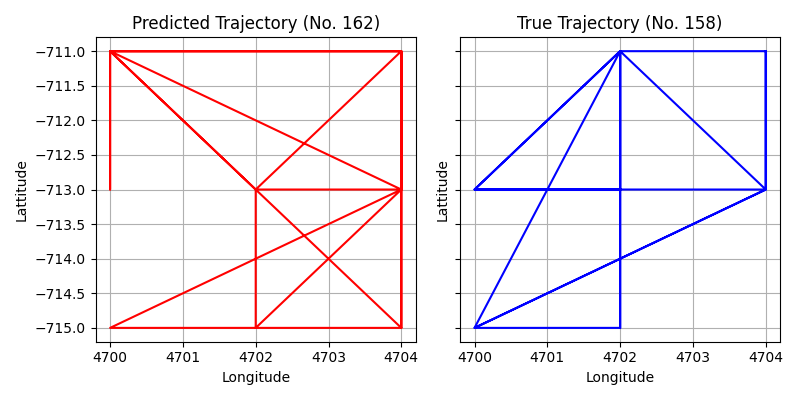 Predicted Trajectory (No. 162)
True Trajectory (No. 158)
−711.0
−711.5
−712.0
−712.5
−713.0
−713.5
−714.0
−714.5
−715.0
Lattitude
Lattitude
4700 4701 4702 4703 4704
4700 4701 4702 4703 4704
Longitude
Longitude